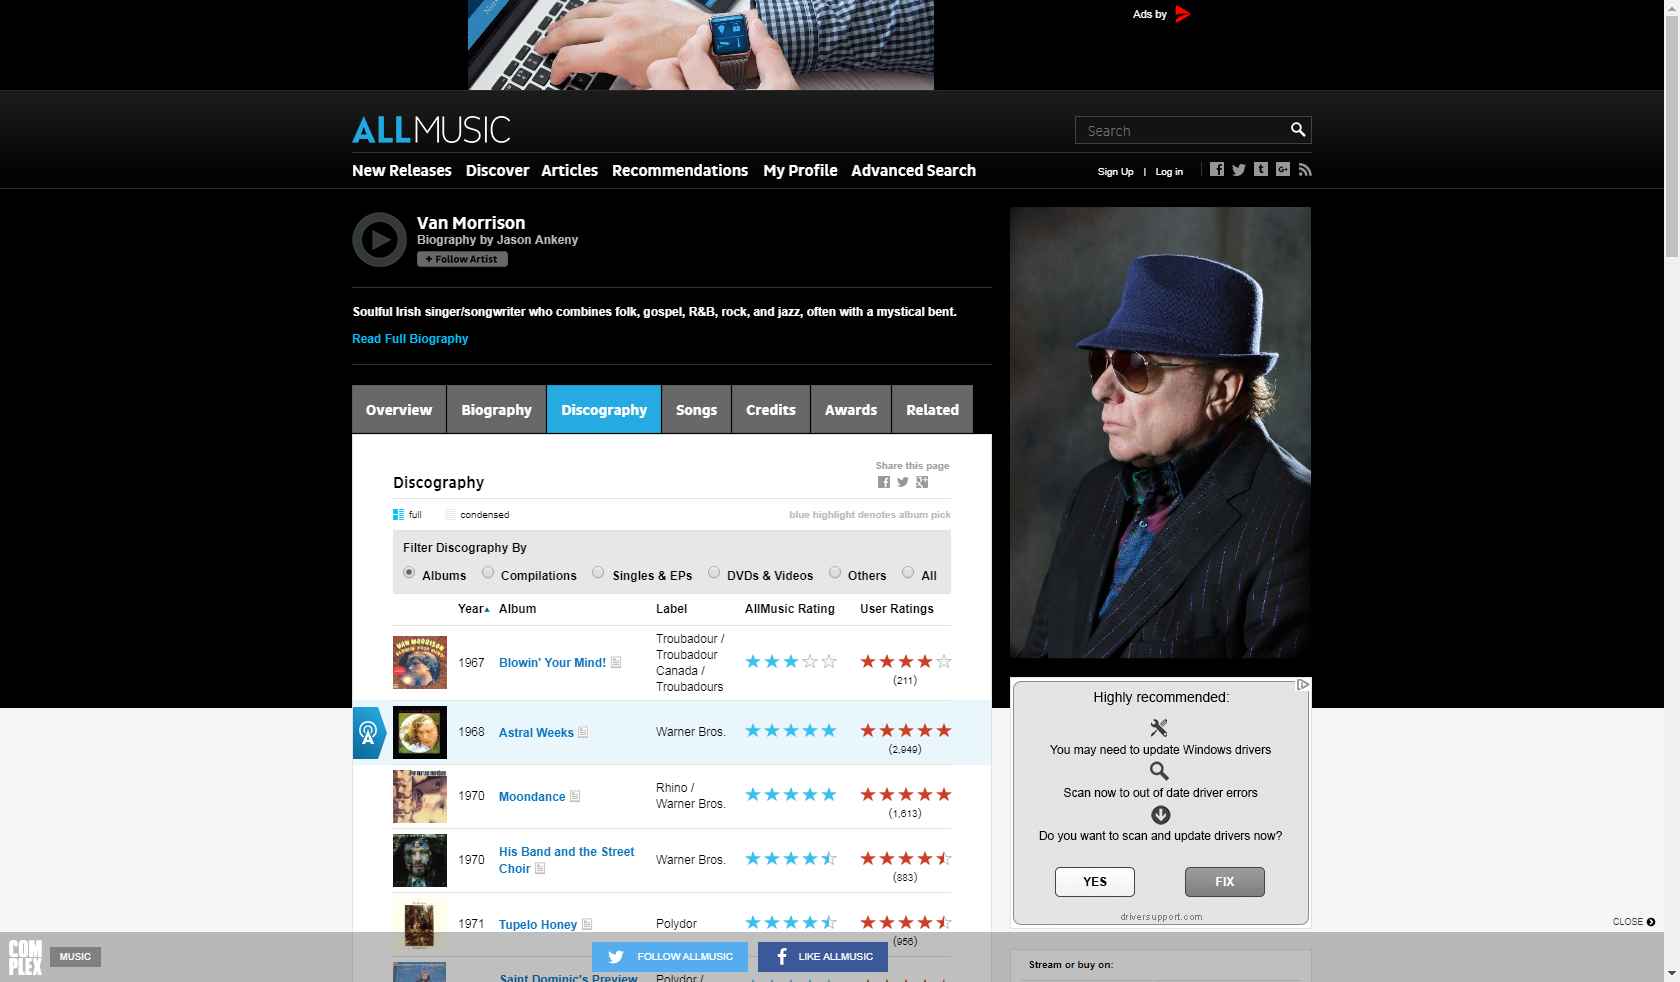 Ads by
ALLMUSIC
Search
New Releases Discover Articles Recommendations My Profile Advanced Search
Sign Up | Log in
Van Morrison
Biography by Jason Ankeny
+ Follow Artist
Soulful Irish singer/songwriter who combines folk, gospel, R&B, rock, and jazz, often with a mystical bent.
Read Full Biography
Overview Biography Discography Songs Credits Awards Related
Share this page
Discography
full condensed
blue highlight denotes album pick
Filter Discography By
Albums Compilations Singles & EPs DVDs & Videos Others All
Year Album Label AllMusic Rating User Ratings
VAN MORRISON
1967 Blowin' Your Mind!
Troubadour /
Troubadour
Canada /
Troubadours
(211)
1968 Astral Weeks Warner Bros.
(2,949)
1970 Moondance
Rhino /
Warner Bros.
(1,613)
1970
His Band and the Street
Choir
Warner Bros.
(883)
1971 Tupelo Honey Polydor
(956)
Saint Dominic's Preview Polydor /
Highly recommended:
You may need to update Windows drivers
Scan now to out of date driver errors
Do you want to scan and update drivers now?
YES FIX
driversupport.com
Stream or buy on:
CLOSE
COM
PLEX
MUSIC
FOLLOW ALLMUSIC
LIKE ALLMUSIC